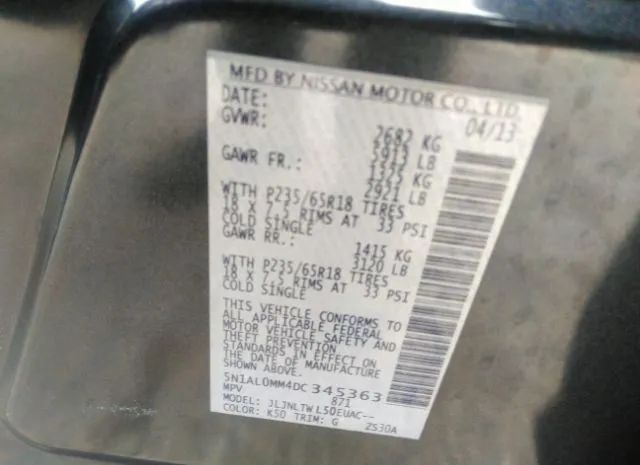 MFD BY NISSAN MOTOR CO., LTD.
DATE: 04/13
GVWR: 2682 KG
5913 LB
GAWR FR.: 1325 KG
2921 LB
WITH P235/65R18 TIRES
18 X 7.5 RIMS AT 33 PSI
COLD SINGLE
GAWR RR.: 1415 KG
3120 LB
WITH P235/65R18 TIRES
18 X 7.5 RIMS AT 33 PSI
COLD SINGLE
THIS VEHICLE CONFORMS TO
ALL APPLICABLE FEDERAL
MOTOR VEHICLE SAFETY AND
THEFT PREVENTION
STANDARDS IN EFFECT ON
THE DATE OF MANUFACTURE
SHOWN ABOVE.
5N1AL0MM4DC345363
MPV 871
MODEL: JLJNLTWL50EUAC--
COLOR: K50 TRIM: G ZS30A